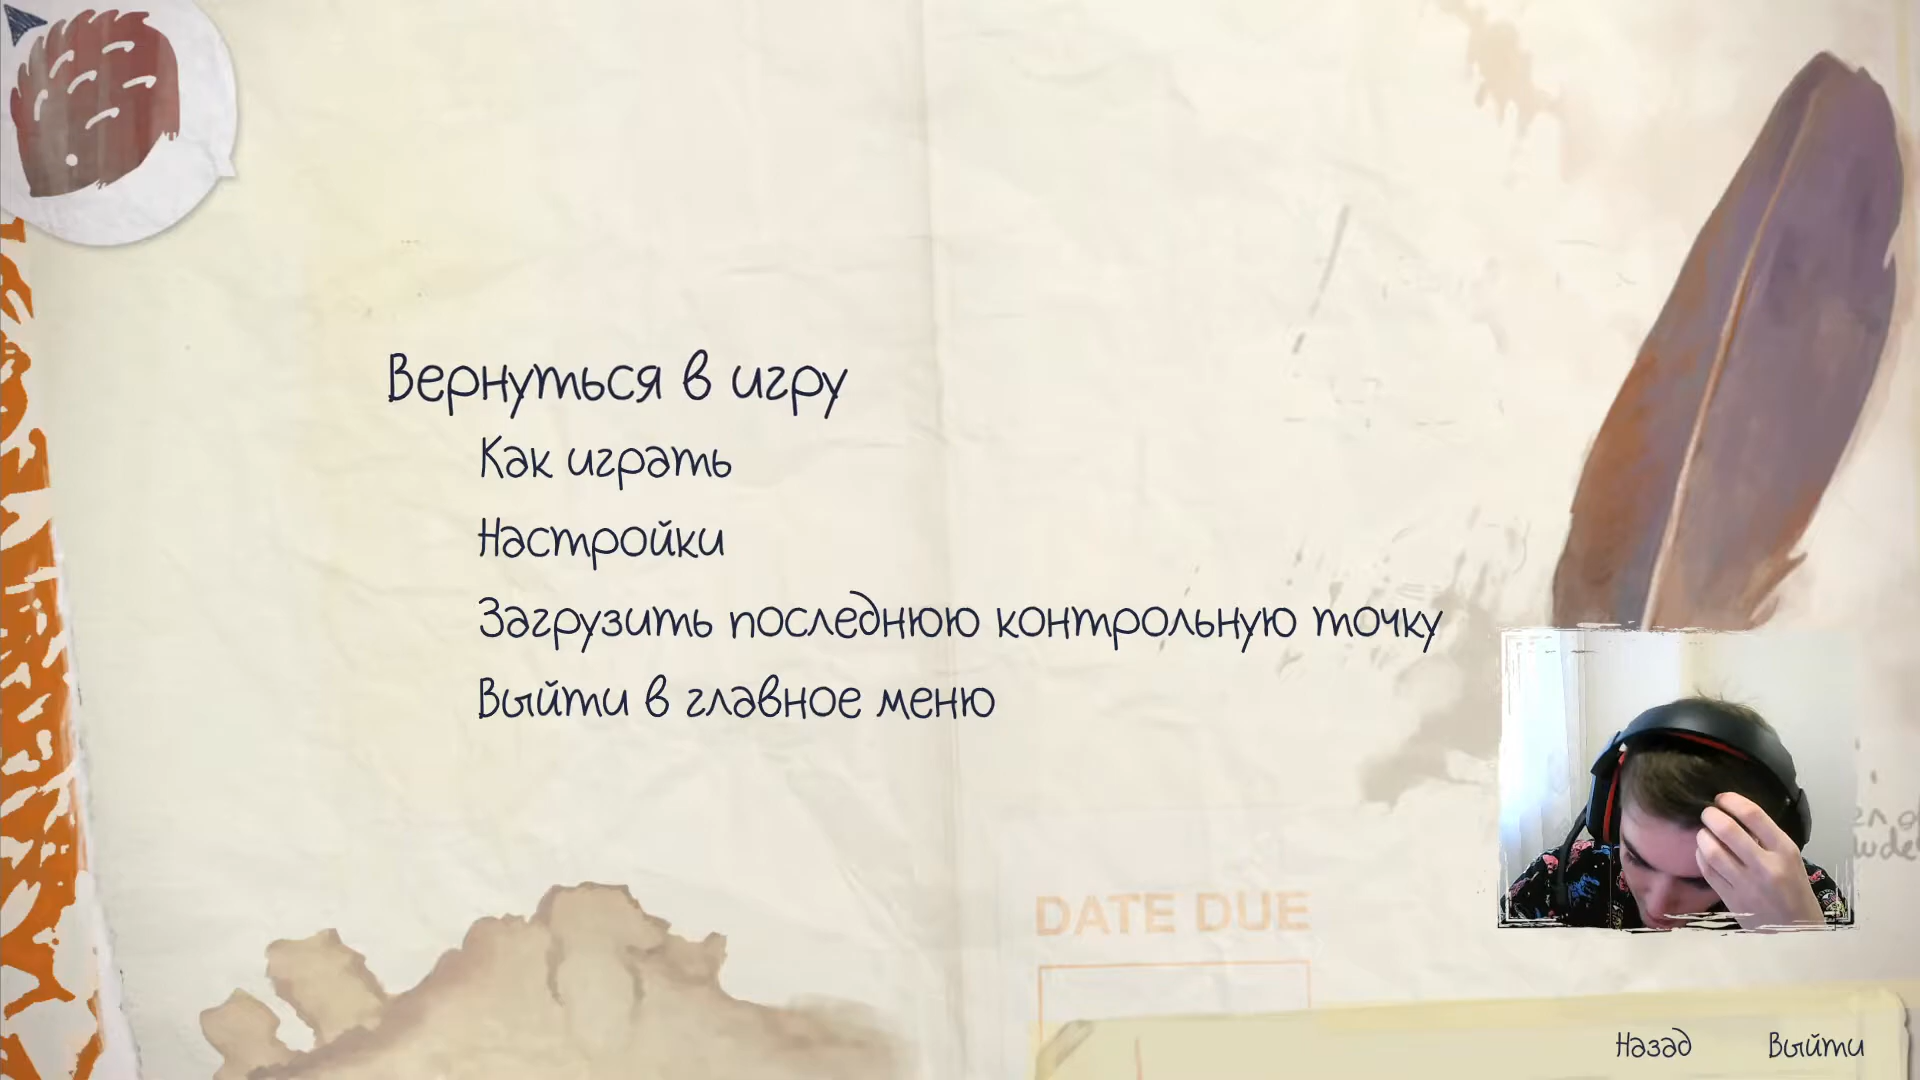 Вернуться в игру
Как играть
Настройки
Загрузить последнюю контрольную точку
Выйти в главное меню
DATE DUE
Назад
Выйти